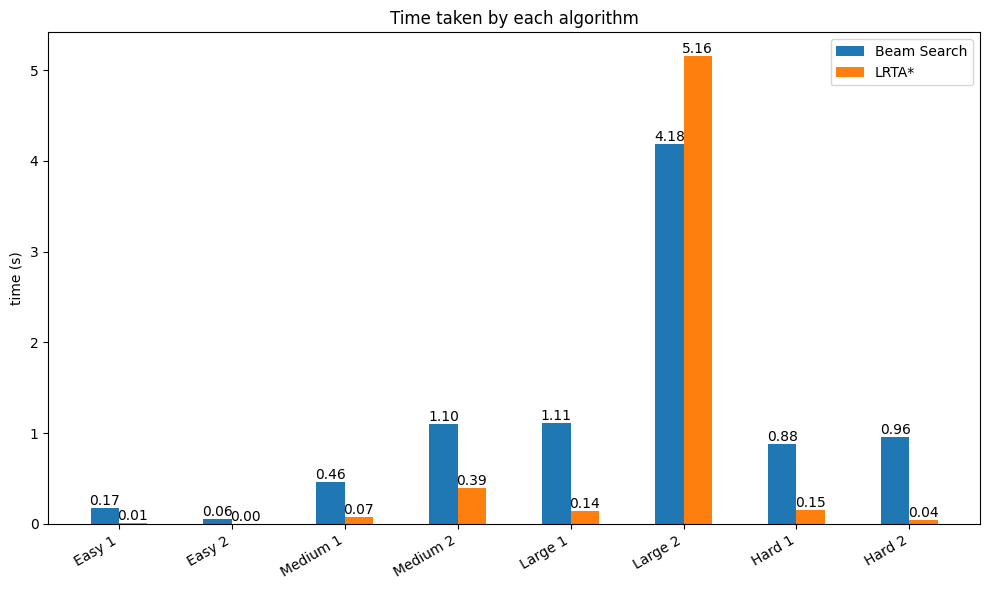 Time taken by each algorithm
Beam Search
LRTA*
time (s)
5
4
3
2
1
0
0.17
0.01
0.06
0.00
0.46
0.07
1.10
0.39
1.11
0.14
4.18
5.16
0.88
0.15
0.96
0.04
Easy 1
Easy 2
Medium 1
Medium 2
Large 1
Large 2
Hard 1
Hard 2